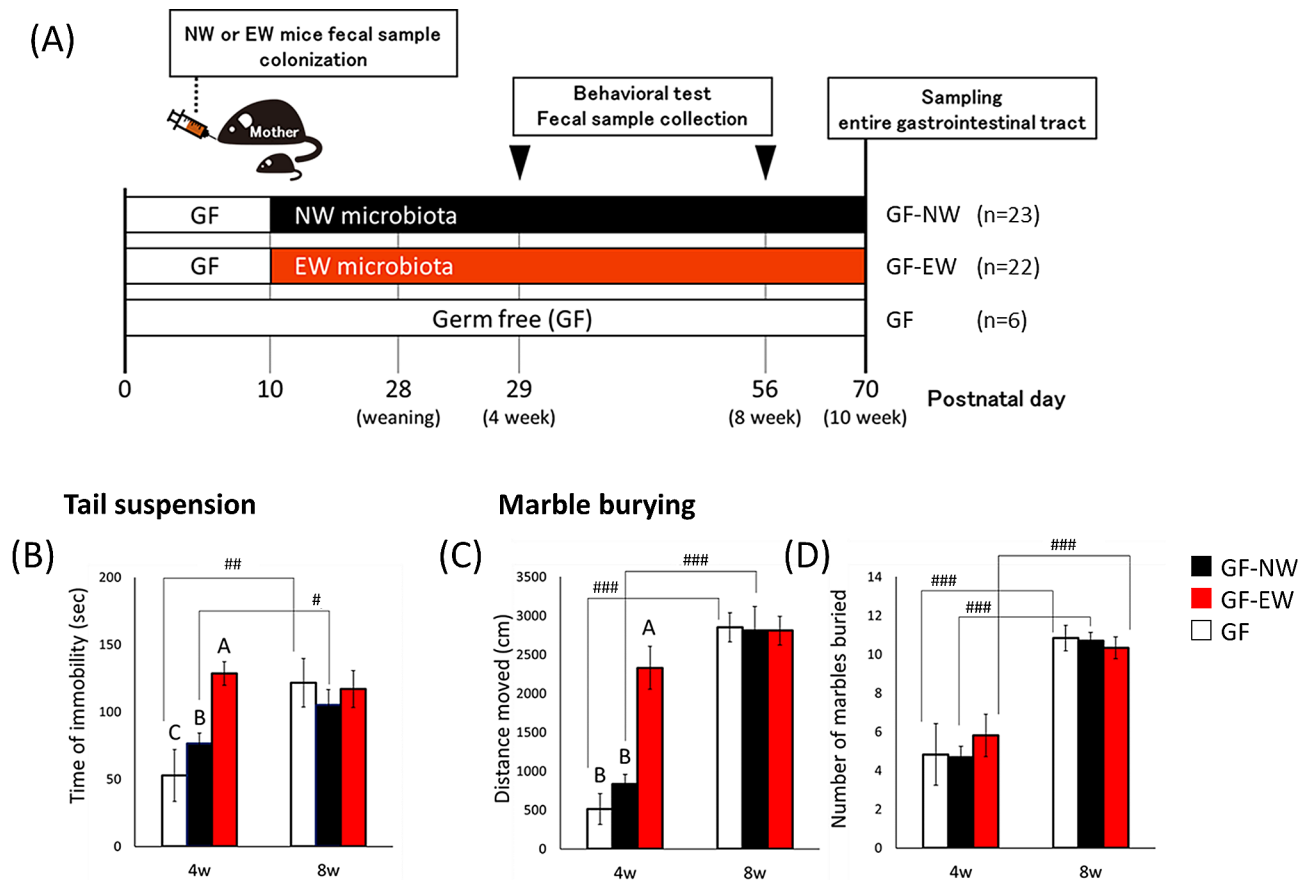 (A)
NW or EW mice fecal sample
colonization
Mother
Behavioral test
Fecal sample collection
Sampling
entire gastrointestinal tract
GF
NW microbiota
GF-NW (n=23)
GF
EW microbiota
GF-EW (n=22)
Germ free (GF)
GF (n=6)
0
10
28
29
56
70
(weaning)
(4 week)
(8 week)
(10 week)
Postnatal day
Tail suspension
Marble burying
(B)
##
#
Time of immobility (sec)
200
150
100
50
0
C
B
A
4w
8w
(C)
###
###
Distance moved (cm)
3500
3000
2500
2000
1500
1000
500
0
B
B
A
4w
8w
(D)
###
###
###
Number of marbles buried
14
12
10
8
6
4
2
0
4w
8w
GF-NW
GF-EW
GF